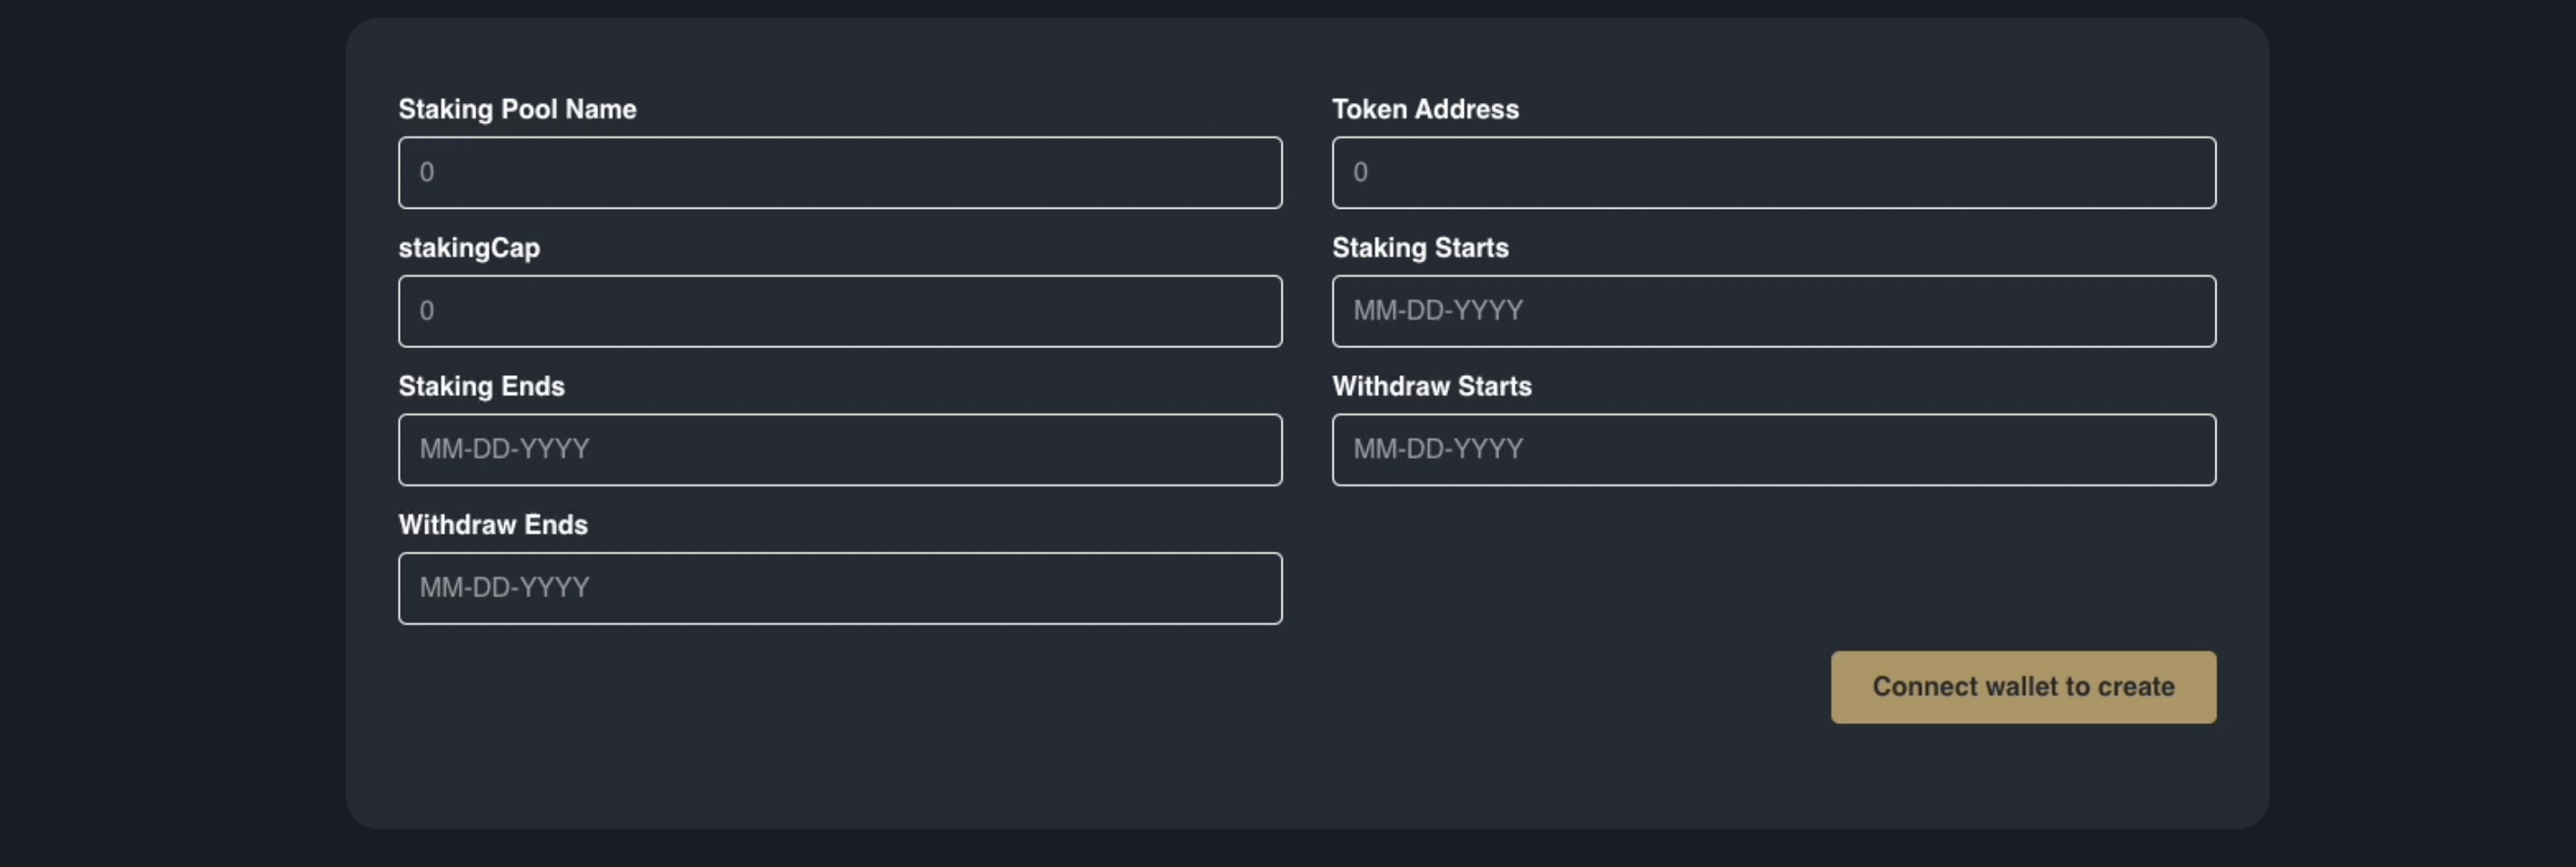 Staking Pool Name
Token Address
0
0
stakingCap
Staking Starts
0
MM-DD-YYYY
Staking Ends
Withdraw Starts
MM-DD-YYYY
MM-DD-YYYY
Withdraw Ends
MM-DD-YYYY
Connect wallet to create